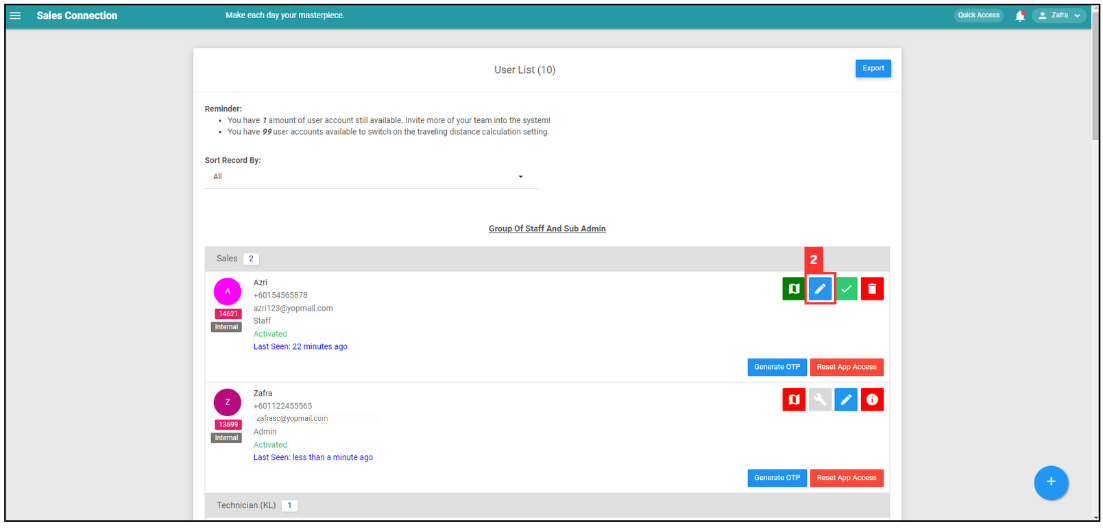 Sales Connection
Make each day your masterpiece.
Quick Access
Zafra
User List (10)
Export
Reminder:
You have 1 amount of user account still available. Invite more of your team into the system!
You have 99 user accounts available to switch on the traveling distance calculation setting.
Sort Record By:
All
Group Of Staff And Sub Admin
Sales 2
2
A
Azri
+60154565878
14621
azri123@yopmail.com
Internal
Staff
Activated
Last Seen: 22 minutes ago
Generate OTP
Reset App Access
Z
Zafra
+601122455565
13699
zafrasc@yopmail.com
Internal
Admin
Activated
Last Seen: less than a minute ago
Generate OTP
Reset App Access
Technician (KL) 1
+